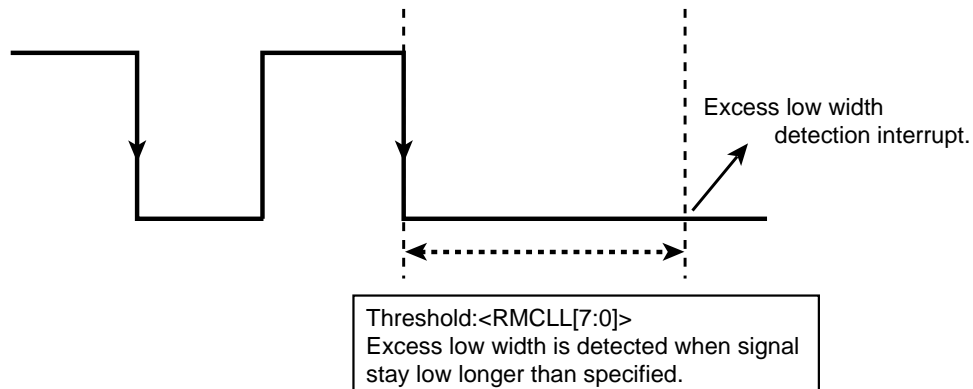 Excess low width
detection interrupt.
Threshold:<RMCLL[7:0]>
Excess low width is detected when signal
stay low longer than specified.